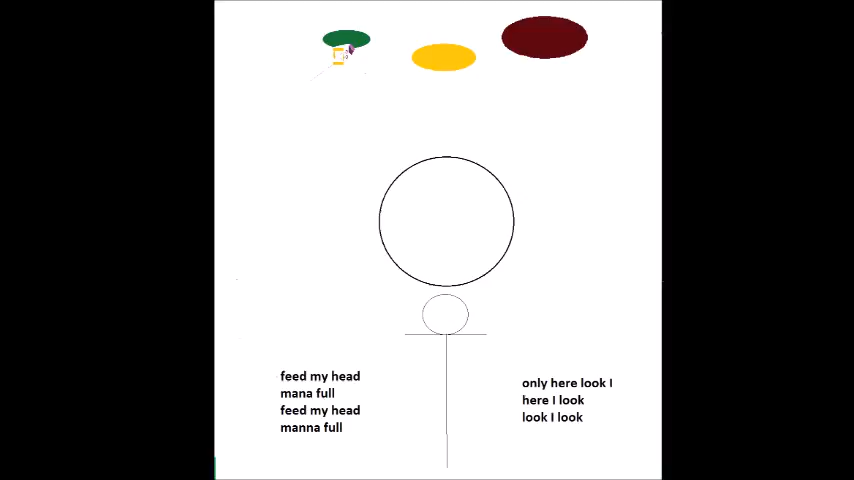 feed my head
mana full
feed my head
manna full
only here look I
here I look
look I look